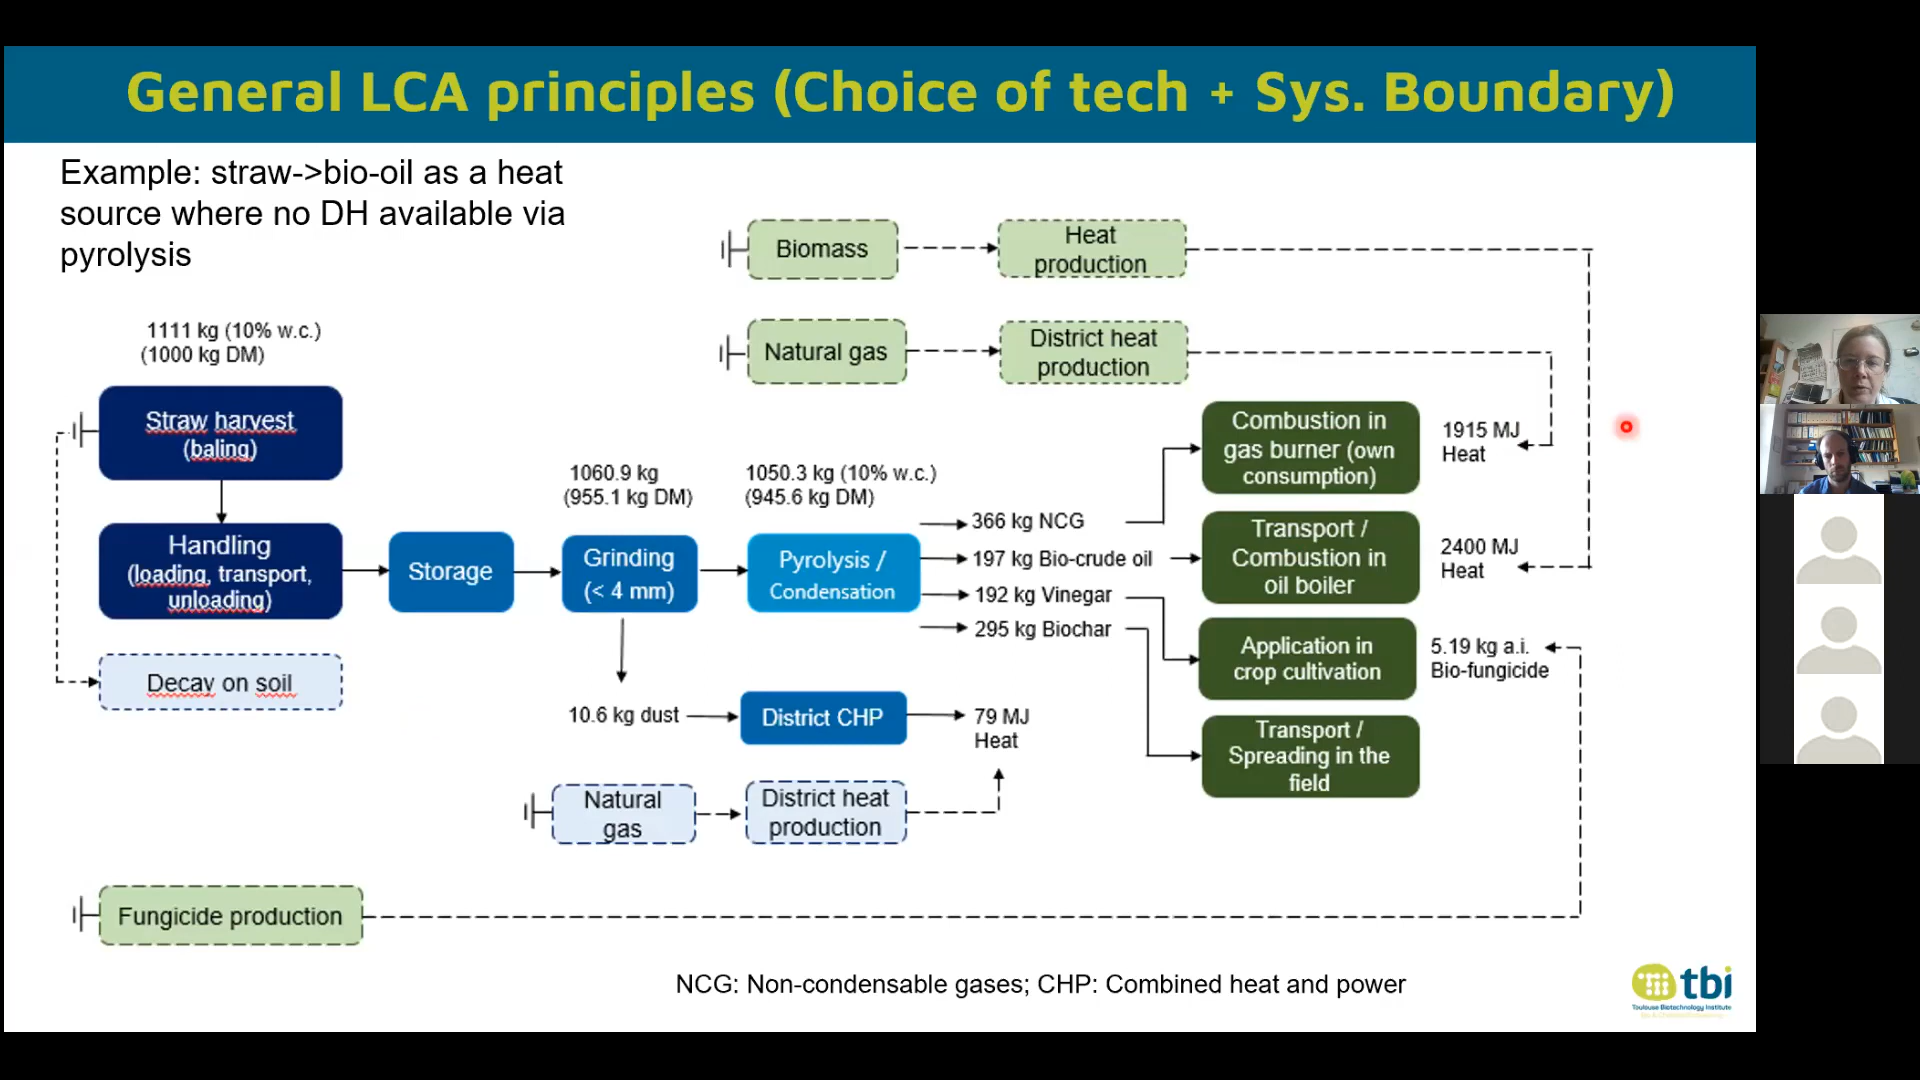 General LCA principles (Choice of tech + Sys. Boundary)
Example: straw->bio-oil as a heat
source where no DH available via
pyrolysis
Biomass
Heat
production
Natural gas
District heat
production
1111 kg (10% w.c.)
(1000 kg DM)
Straw harvest
(baling)
Handling
(loading, transport,
unloading)
Decay on soil
Storage
1060.9 kg
(955.1 kg DM)
Grinding
(< 4 mm)
1050.3 kg (10% w.c.)
(945.6 kg DM)
Pyrolysis /
Condensation
366 kg NCG
197 kg Bio-crude oil
192 kg Vinegar
295 kg Biochar
Combustion in
gas burner (own
consumption)
1915 MJ
Heat
Transport /
Combustion in
oil boiler
2400 MJ
Heat
Application in
crop cultivation
5.19 kg a.i.
Bio-fungicide
Transport /
Spreading in the
field
10.6 kg dust
District CHP
79 MJ
Heat
Natural
gas
District heat
production
Fungicide production
NCG: Non-condensable gases; CHP: Combined heat and power
tbi
Toulouse Biotechnology Institute